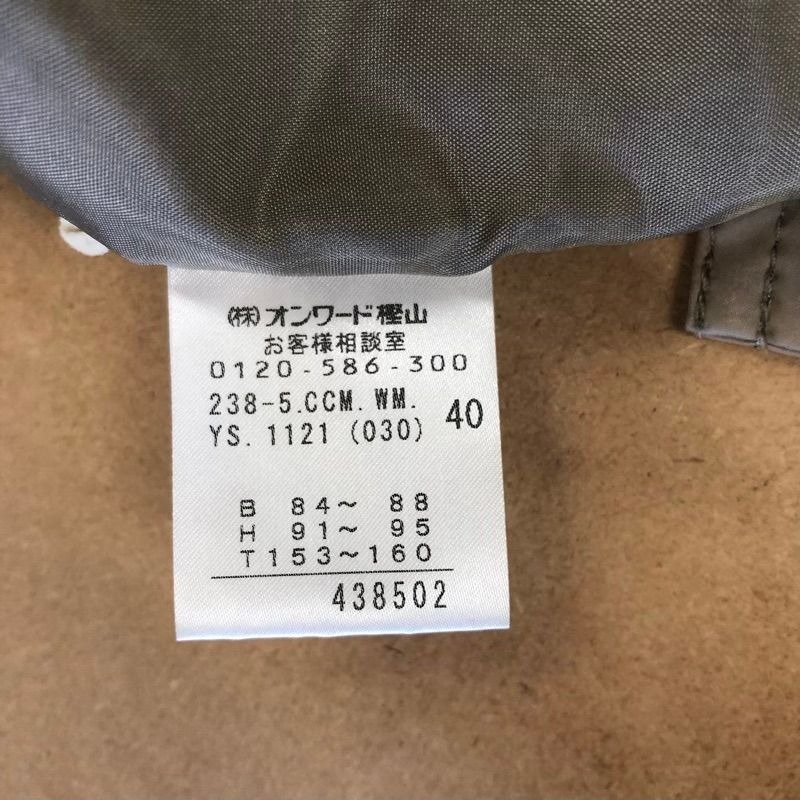 (株)オンワード樫山
お客様相談室
0120-586-300
238-5.CCM.WM.
YS.1121 (030) 40
B 84～ 88
H 91～ 95
T153～160
438502